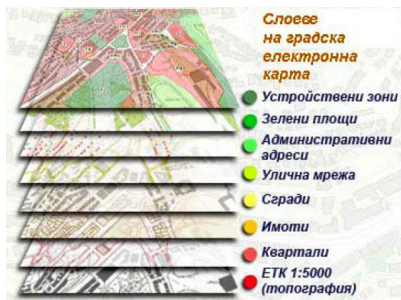 Слоеве
на градска
електронна
карта
Устройствени зони
Зелени площи
Административни
адреси
Улична мрежа
Сгради
Имоти
Квартали
ЕТК 1:5000
(топография)